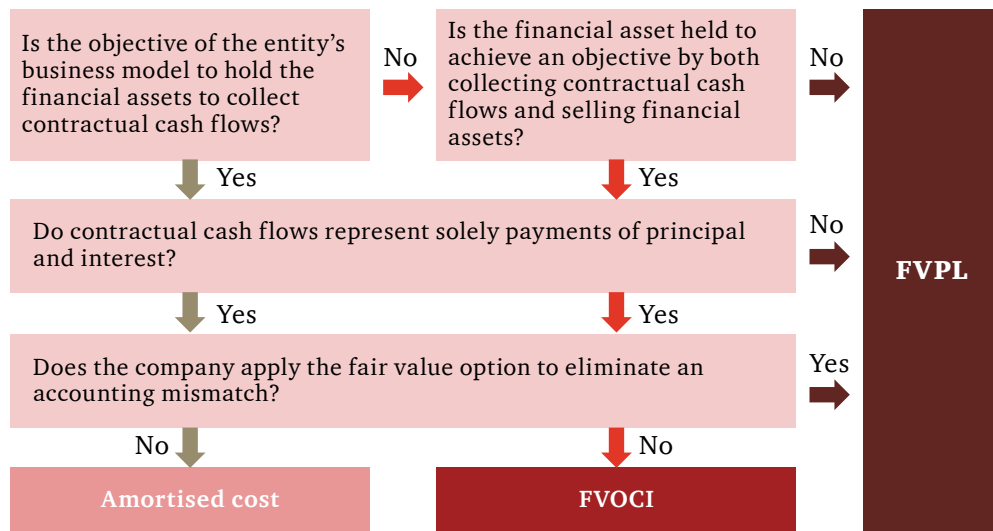 Is the objective of the entity’s
business model to hold the
financial assets to collect
contractual cash flows?
No
Is the financial asset held to
achieve an objective by both
collecting contractual cash
flows and selling financial
assets?
No
Yes
Yes
Do contractual cash flows represent solely payments of principal
and interest?
No
FVPL
Yes
Yes
Does the company apply the fair value option to eliminate an
accounting mismatch?
Yes
No
No
Amortised cost
FVOCI